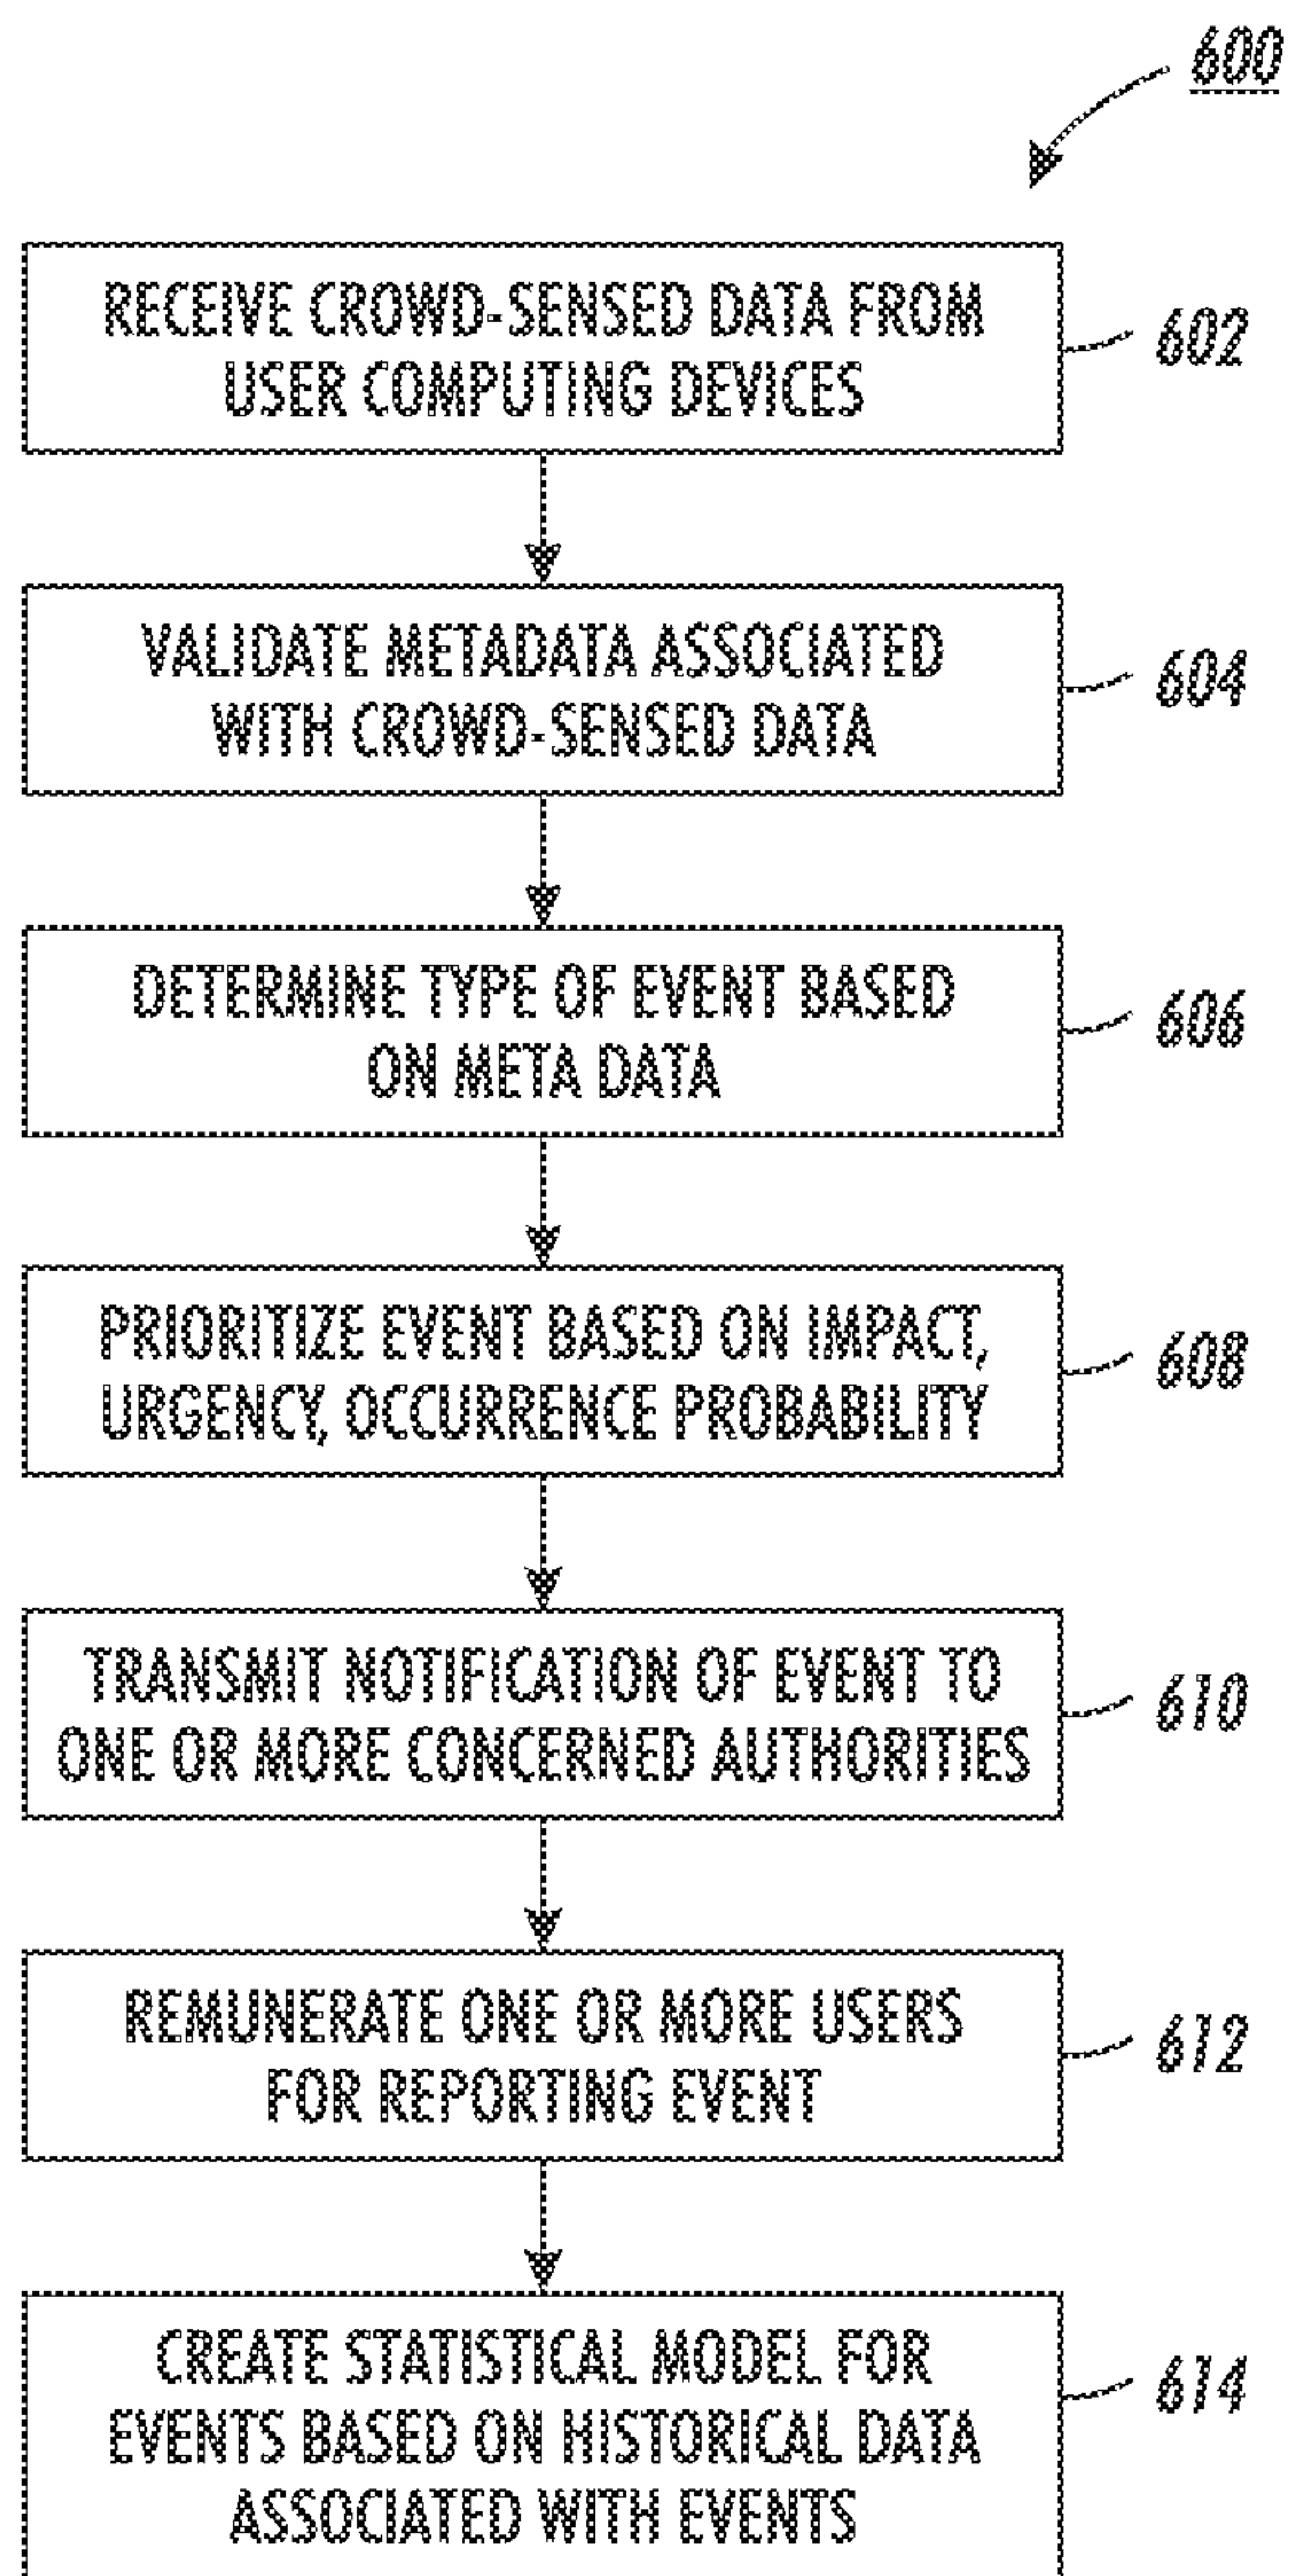 600
RECEIVE CROWD-SENSED DATA FROM
USER COMPUTING DEVICES
602
VALIDATE METADATA ASSOCIATED
WITH CROWD-SENSED DATA
604
DETERMINE TYPE OF EVENT BASED
ON META DATA
606
PRIORITIZE EVENT BASED ON IMPACT,
URGENCY, OCCURRENCE PROBABILITY
608
TRANSMIT NOTIFICATION OF EVENT TO
ONE OR MORE CONCERNED AUTHORITIES
610
REMUNERATE ONE OR MORE USERS
FOR REPORTING EVENT
612
CREATE STATISTICAL MODEL FOR
EVENTS BASED ON HISTORICAL DATA
ASSOCIATED WITH EVENTS
614